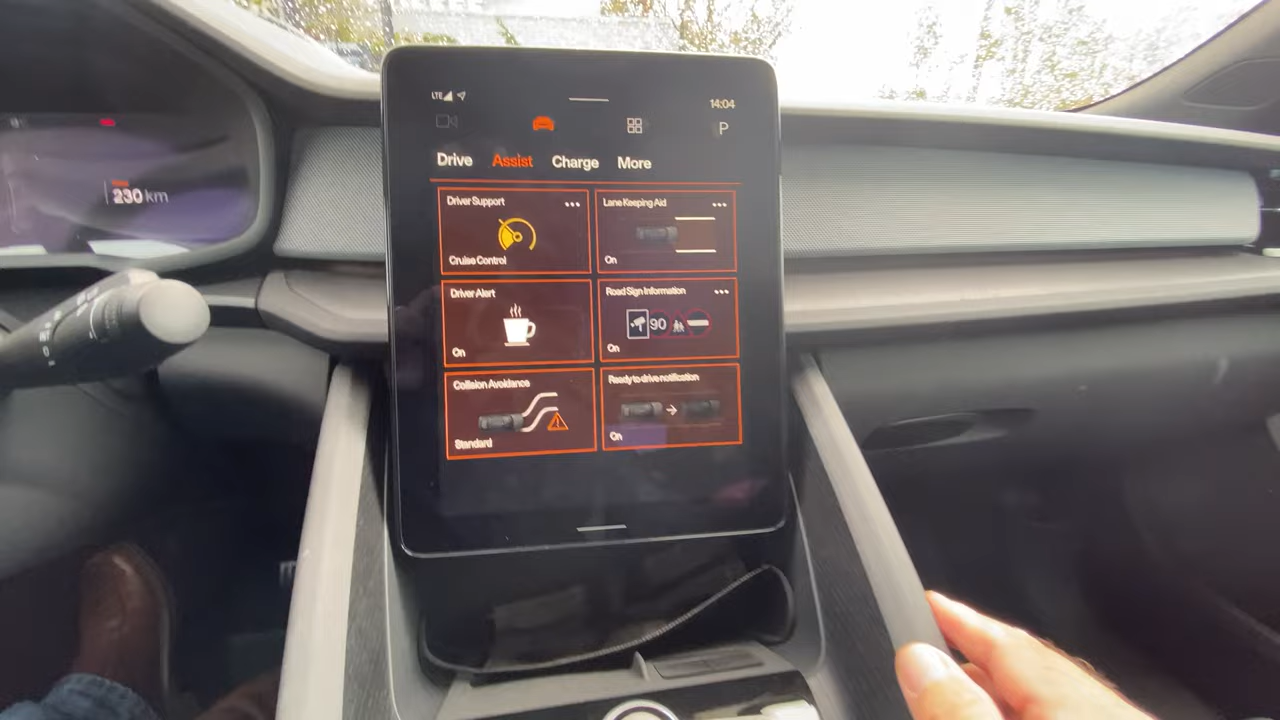 LTE
14:04
P
Drive Assist Charge More
Driver Support
Cruise Control
Lane Keeping Aid
On
Driver Alert
On
Road Sign Information
90
On
Collision Avoidance
Standard
Ready to drive notification
On
230 km